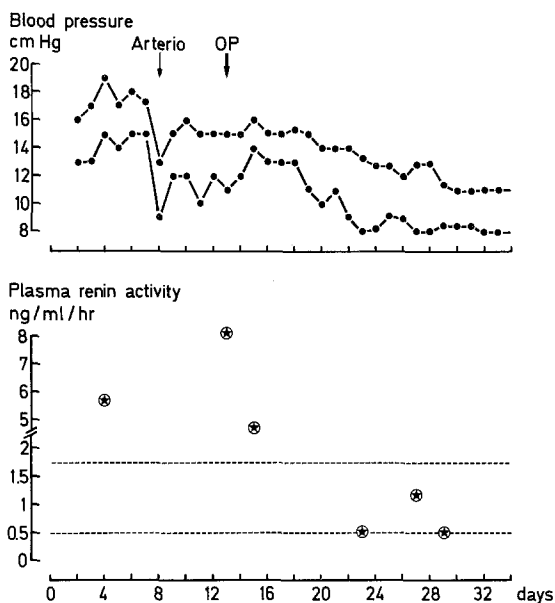 Blood pressure
cm Hg
Arterio
OP
20
18
16
14
12
10
8
Plasma renin activity
ng/ml/hr
8
7
6
5
2
1.5
1
0.5
0
0 4 8 12 16 20 24 28 32 days